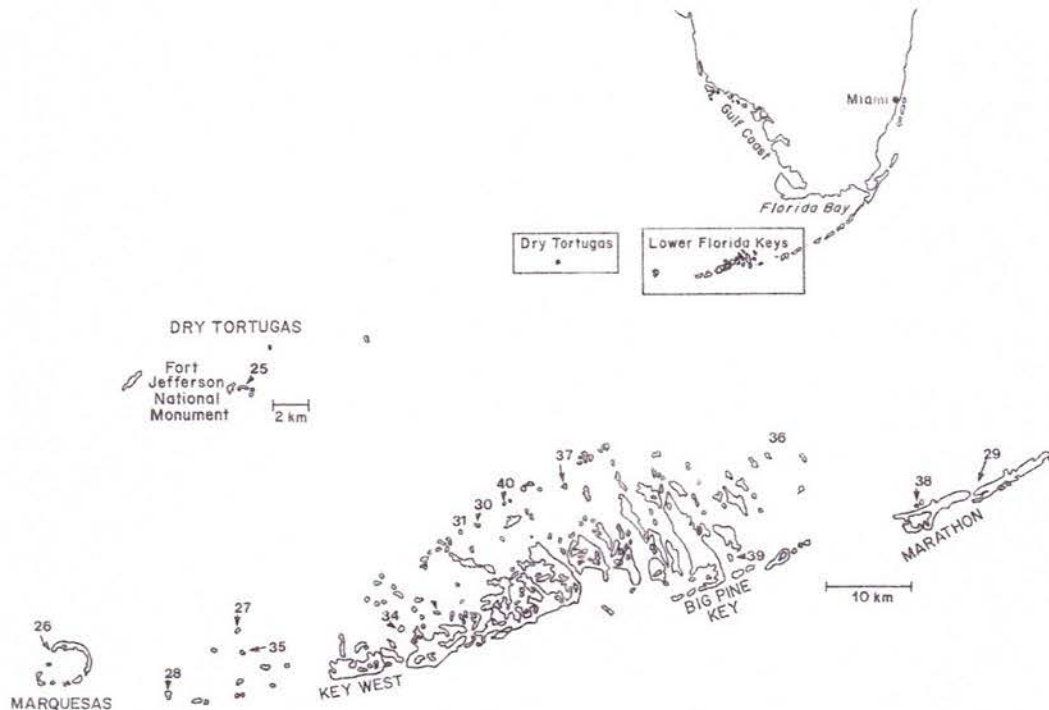 Miami
Gulf Coast
Florida Bay
Dry Tortugas
Lower Florida Keys
DRY TORTUGAS
Fort
Jefferson
National
Monument
25
2 km
36
37
29
38
40
30
31
MARATHON
39
10 km
BIG PINE
KEY
34
27
26
35
28
KEY WEST
MARQUESAS